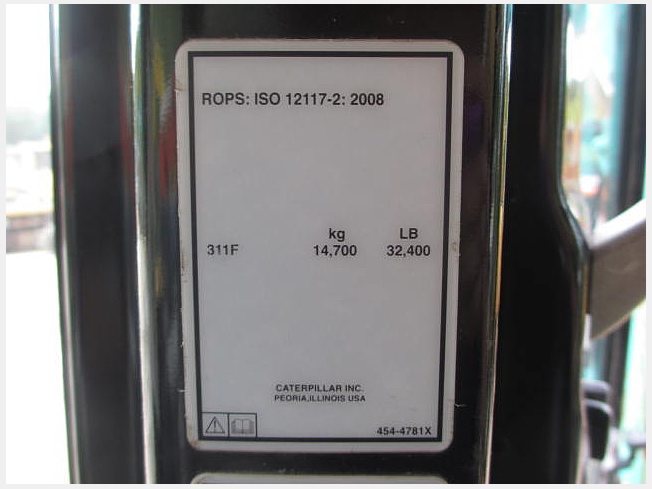 ROPS: ISO 12117-2: 2008
kg LB
311F 14,700 32,400
CATERPILLAR INC.
PEORIA,ILLINOIS USA
454-4781X